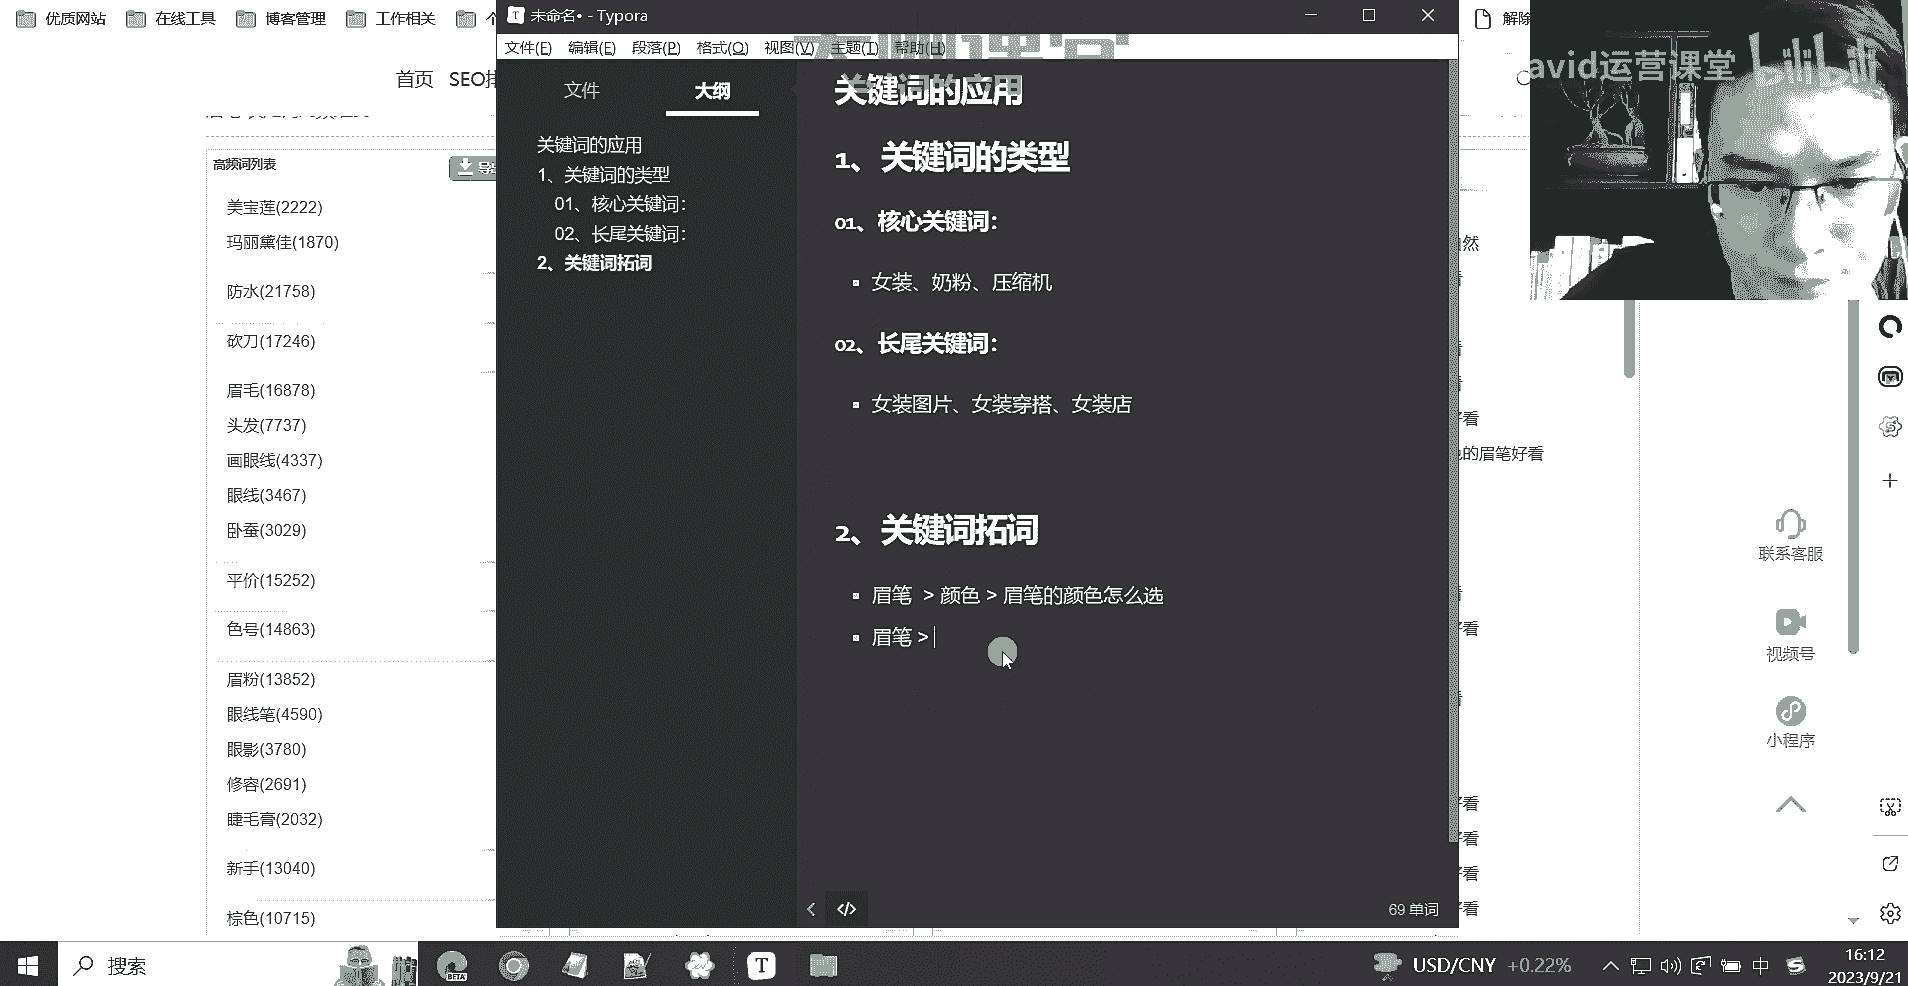 优质网站 在线工具 博客管理 工作相关
未命名• - Typora
解除
文件(F) 编辑(E) 段落(P) 格式(O) 视图(V) 主题(T) 帮助(H)
avid运营课堂
bilibili
首页 SEO排
文件 大纲
关键词的应用
1、关键词的类型
01、核心关键词：
02、长尾关键词：
2、关键词拓词
关键词的应用
1、关键词的类型
01、核心关键词：
女装、奶粉、压缩机
02、长尾关键词：
女装图片、女装穿搭、女装店
2、关键词拓词
眉笔 > 颜色 > 眉笔的颜色怎么选
眉笔 >
69 单词
高频词列表
导
美宝莲(2222)
玛丽黛佳(1870)
防水(21758)
砍刀(17246)
眉毛(16878)
头发(7737)
画眼线(4337)
眼线(3467)
卧蚕(3029)
平价(15252)
色号(14863)
眉粉(13852)
眼线笔(4590)
眼影(3780)
修容(2691)
睫毛膏(2032)
新手(13040)
棕色(10715)
然
看
的眉笔好看
看
好看
好看
看
看
联系客服
视频号
小程序
搜索
BETA
USD/CNY +0.22%
中
16:12
2023/9/21